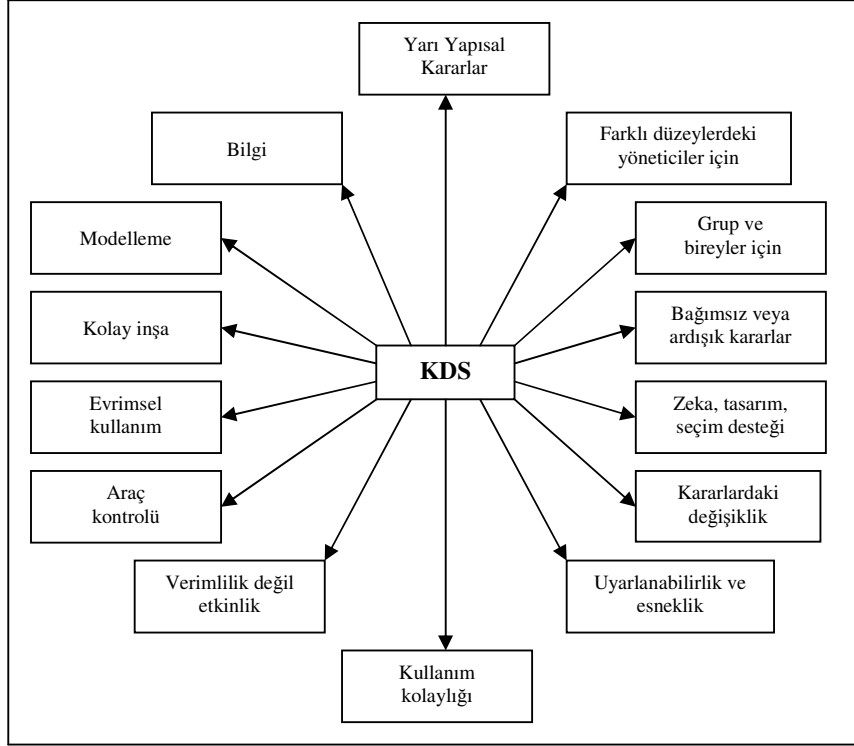 Yarı Yapısal
Kararlar
Bilgi
Farklı düzeylerdeki
yöneticiler için
Modelleme
Grup ve
bireyler için
Kolay inşa
Bağımsız veya
ardışık kararlar
KDS
Evrimsel
kullanım
Zeka, tasarım,
seçim desteği
Araç
kontrolü
Kararlardaki
değişiklik
Verimlilik değil
etkinlik
Uyarlanabilirlik ve
esneklik
Kullanım
kolaylığı